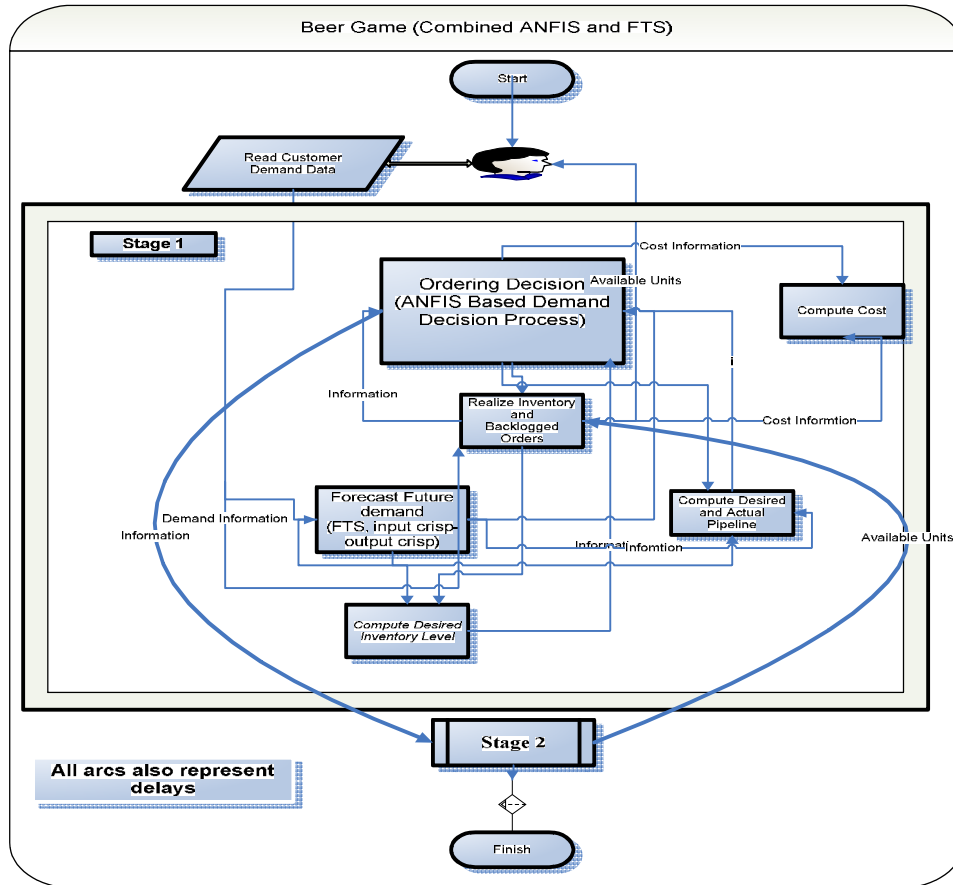 Beer Game (Combined ANFIS and FTS)
Start
Read Customer
Demand Data
Stage 1
Cost Information
Ordering Decision
(ANFIS Based Demand
Decision Process)
Available Units
Compute Cost
i
Information
Realize Inventory
and
Backlogged
Orders
Cost Informtion
Forecast Future
demand
(FTS, input crisp-
output crisp)
Compute Desired
and Actual
Pipeline
Demand Information
Information
Informati
Infomtion
Available Units
Compute Desired
Inventory Level
Stage 2
All arcs also represent
delays
Finish